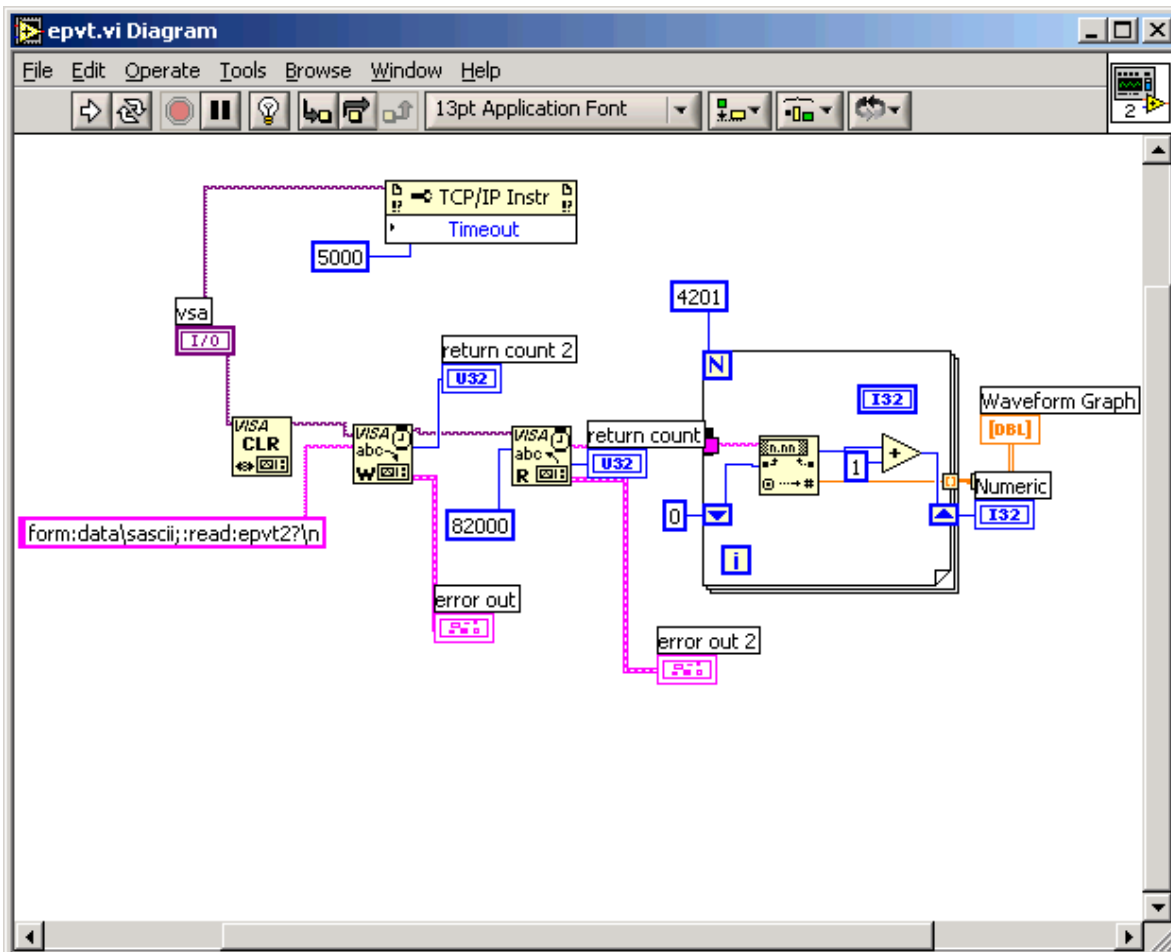 epvt.vi Diagram
File Edit Operate Tools Browse Window Help
13pt Application Font
2
TCP/IP Instr
Timeout
5000
vsa
I/O
4201
return count 2
U32
N
I32
Waveform Graph
[DBL]
VISA
CLR
VISA
abc
W
VISA
abc
R
return count
U32
n.nn
1
+
Numeric
I32
82000
0
i
form:data\sascii;:read:epvt2?\n
error out
error out 2